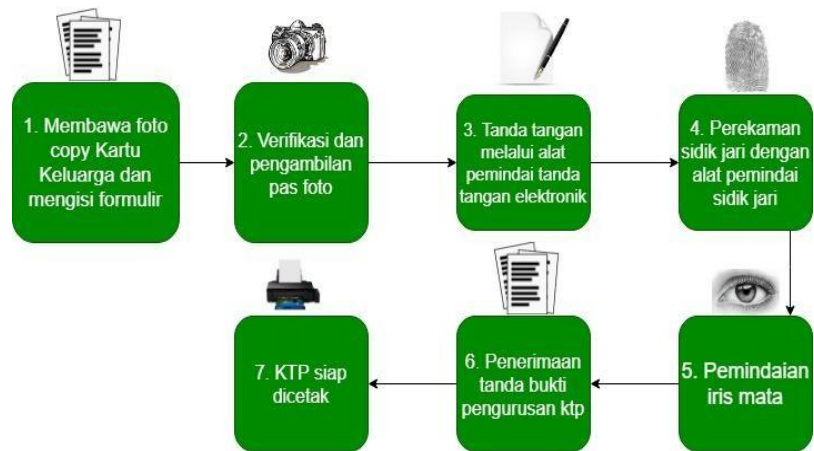 1. Membawa foto
copy Kartu
Keluarga dan
mengisi formulir
2. Verifikasi dan
pengambilan
pas foto
3. Tanda tangan
melalui alat
pemindai tanda
tangan elektronik
4. Perekaman
sidik jari dengan
alat pemindai
sidik jari
5. Pemindaian
iris mata
6. Penerimaan
tanda bukti
pengurusan ktp
7. KTP siap
dicetak